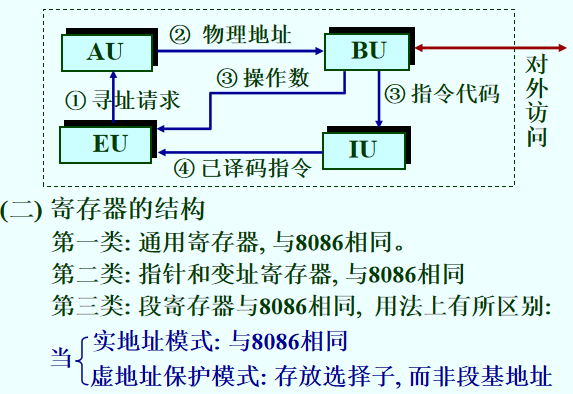 AU
② 物理地址
BU
③ 操作数
① 寻址请求
③ 指令代码
对外访问
EU
④ 已译码指令
IU
(二) 寄存器的结构
第一类: 通用寄存器, 与8086相同。
第二类: 指针和变址寄存器, 与8086相同
第三类: 段寄存器与8086相同, 用法上有所区别:
当
实地址模式: 与8086相同
虚地址保护模式: 存放选择子, 而非段基地址